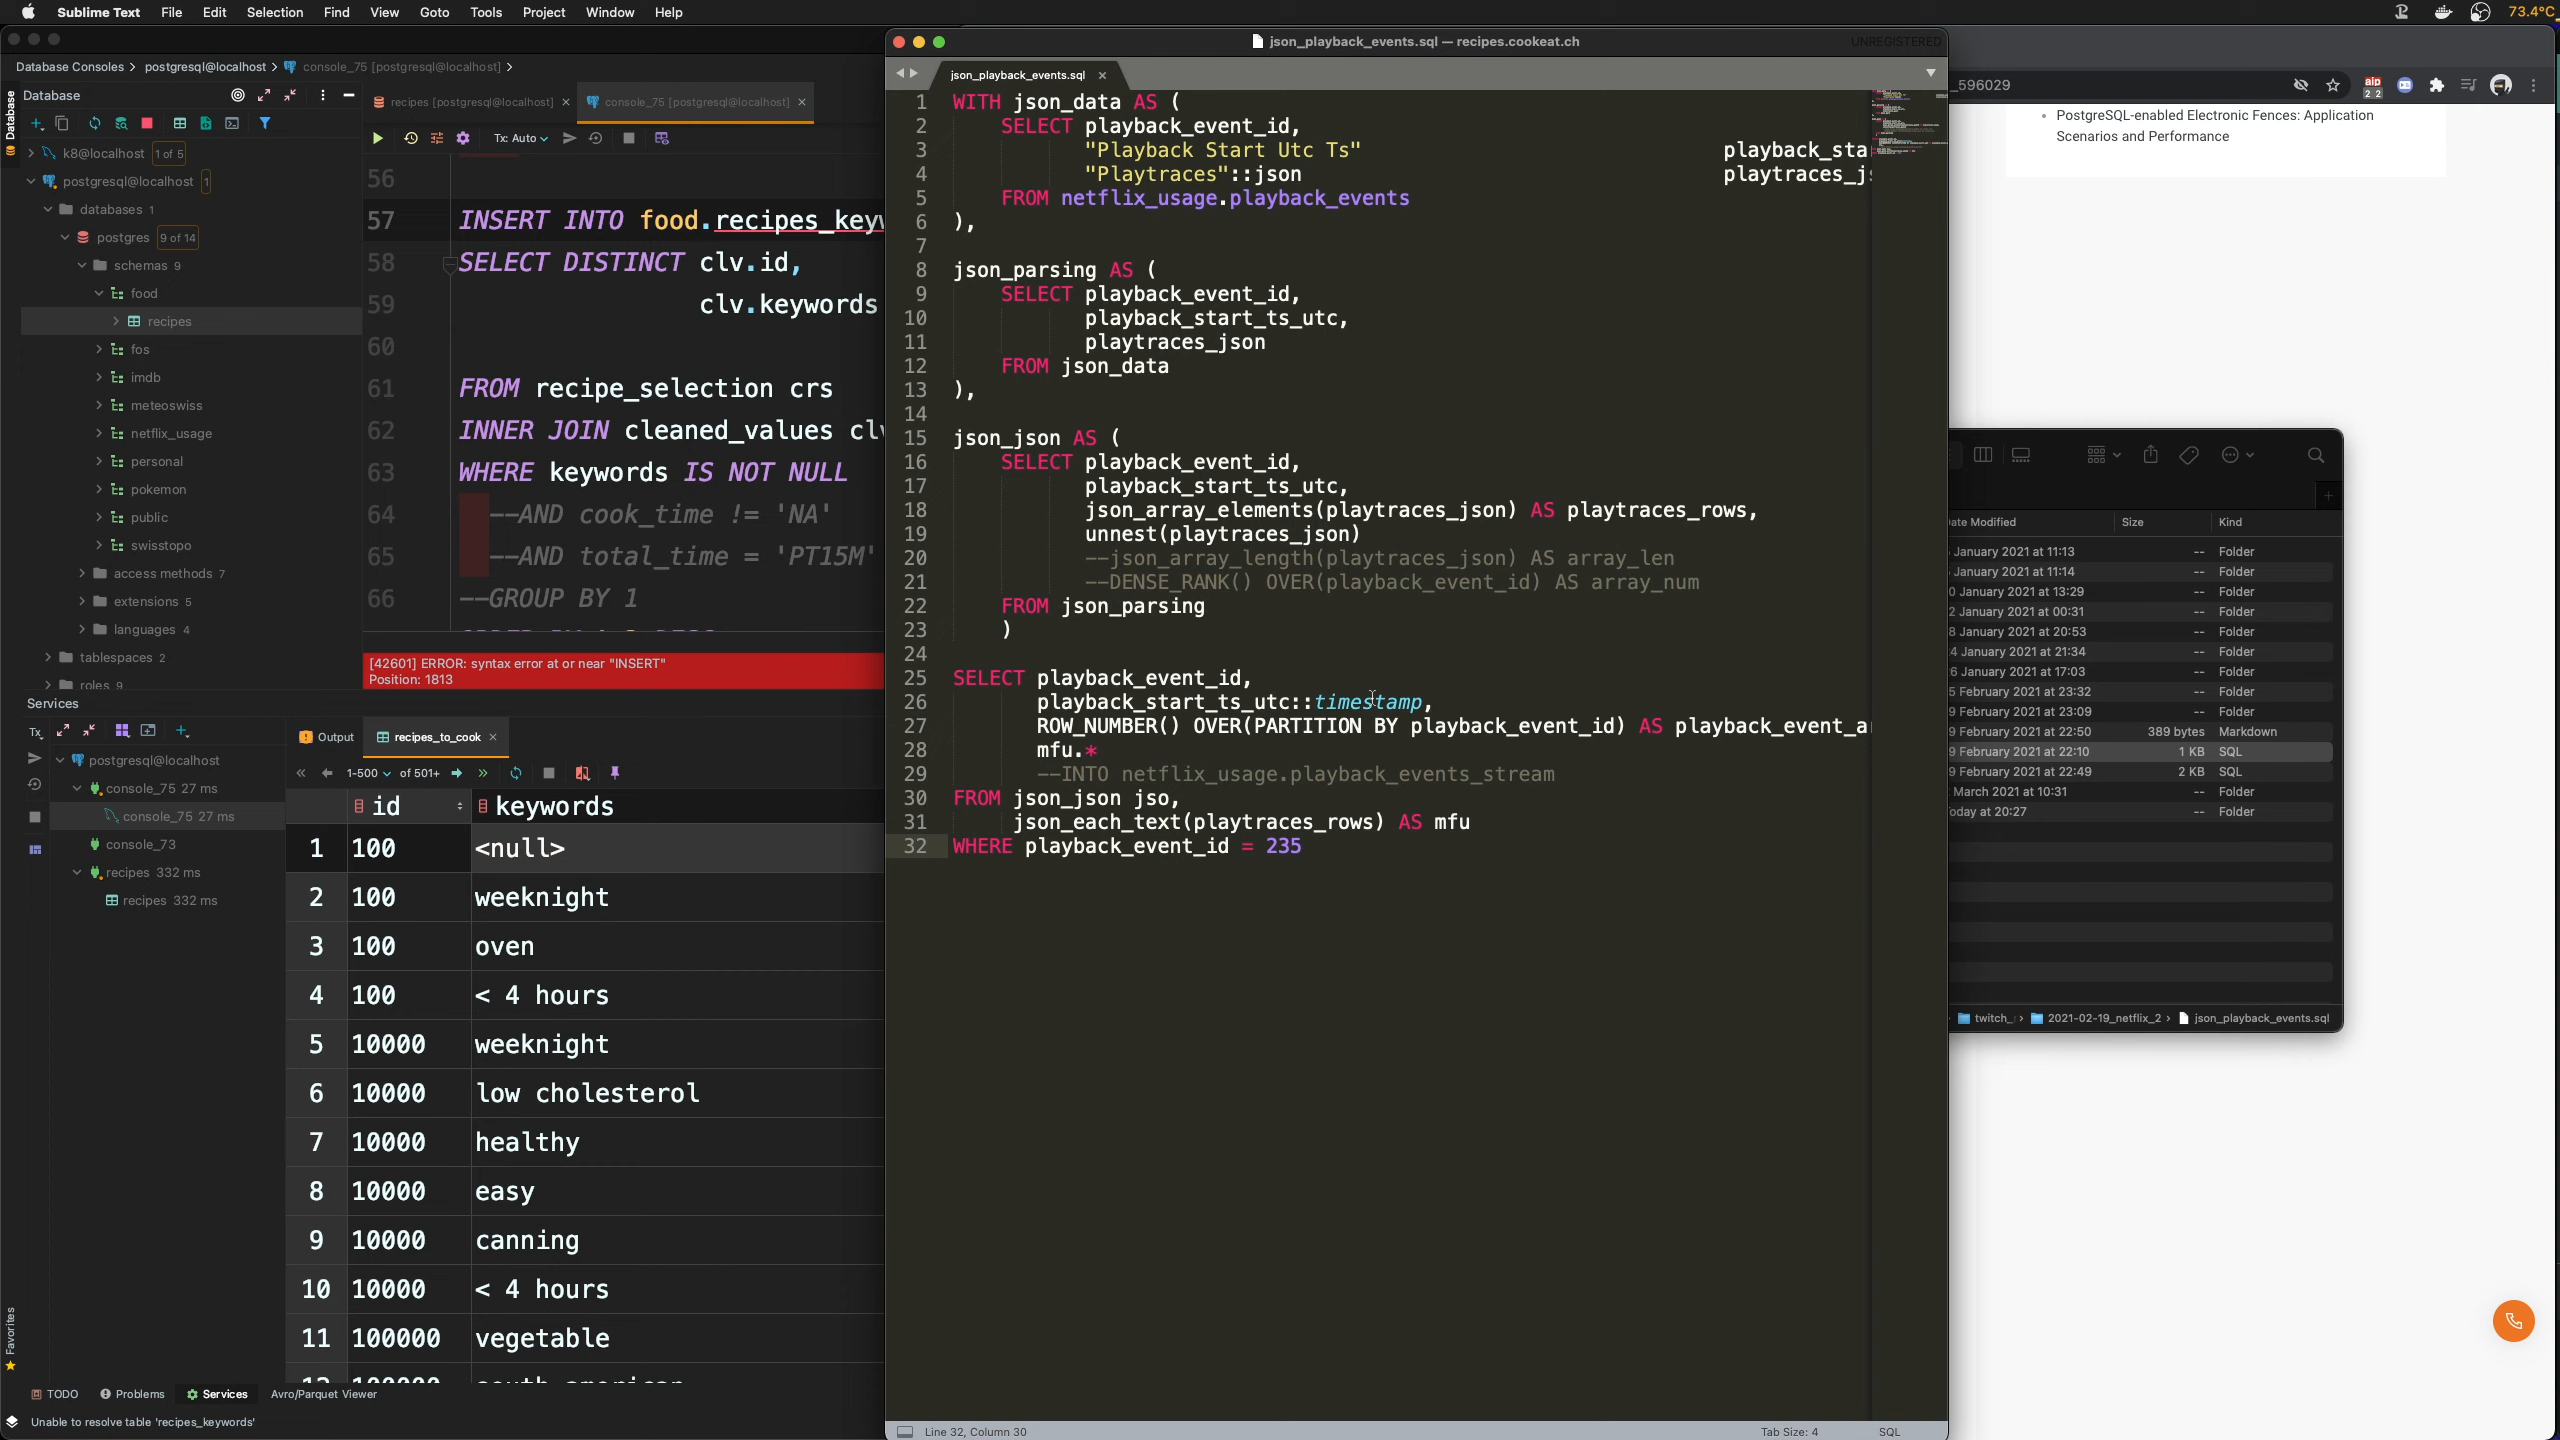 Sublime Text File Edit Selection Find View Goto Tools Project Window Help 73.4°C
Database Consoles postgresql@localhost console_75 [postgresql@localhost]
Database
Database
recipes [postgresql@localhost] console_75 [postgresql@localhost]
Tx: Auto
k8@localhost 1 of 5
postgresql@localhost 1
databases 1
postgres 9 of 14
schemas 9
food
recipes
fos
imdb
meteoswiss
netflix_usage
personal
pokemon
public
swisstopo
access methods 7
extensions 5
languages 4
tablespaces 2
roles 9
56
57 INSERT INTO food.recipes_keyw
58 SELECT DISTINCT clv.id,
59 clv.keywords
60
61 FROM recipe_selection crs
62 INNER JOIN cleaned_values clv
63 WHERE keywords IS NOT NULL
64 --AND cook_time != 'NA'
65 --AND total_time = 'PT15M'
66 --GROUP BY 1
[42601] ERROR: syntax error at or near "INSERT"
Position: 1813
Services
Tx
postgresql@localhost
console_75 27 ms
console_75 27 ms
console_73
recipes 332 ms
recipes 332 ms
Output recipes_to_cook
1-500 of 501+
id keywords
1 100 <null>
2 100 weeknight
3 100 oven
4 100 < 4 hours
5 10000 weeknight
6 10000 low cholesterol
7 10000 healthy
8 10000 easy
9 10000 canning
10 10000 < 4 hours
11 100000 vegetable
Favorites
TODO Problems Services Avro/Parquet Viewer
Unable to resolve table 'recipes_keywords'
json_playback_events.sql — recipes.cookeat.ch UNREGISTERED
json_playback_events.sql
1 WITH json_data AS (
2 SELECT playback_event_id,
3 "Playback Start Utc Ts" playback_sta
4 "Playtraces"::json playtraces_js
5 FROM netflix_usage.playback_events
6 ),
7
8 json_parsing AS (
9 SELECT playback_event_id,
10 playback_start_ts_utc,
11 playtraces_json
12 FROM json_data
13 ),
14
15 json_json AS (
16 SELECT playback_event_id,
17 playback_start_ts_utc,
18 json_array_elements(playtraces_json) AS playtraces_rows,
19 unnest(playtraces_json)
20 --json_array_length(playtraces_json) AS array_len
21 --DENSE_RANK() OVER(playback_event_id) AS array_num
22 FROM json_parsing
23 )
24
25 SELECT playback_event_id,
26 playback_start_ts_utc::timestamp,
27 ROW_NUMBER() OVER(PARTITION BY playback_event_id) AS playback_event_a
28 mfu.*
29 --INTO netflix_usage.playback_events_stream
30 FROM json_json jso,
31 json_each_text(playtraces_rows) AS mfu
32 WHERE playback_event_id = 235
Line 32, Column 30 Tab Size: 4 SQL
_596029
aip
2 2
PostgreSQL-enabled Electronic Fences: Application
Scenarios and Performance
ate Modified Size Kind
January 2021 at 11:13 -- Folder
January 2021 at 11:14 -- Folder
0 January 2021 at 13:29 -- Folder
2 January 2021 at 00:31 -- Folder
8 January 2021 at 20:53 -- Folder
4 January 2021 at 21:34 -- Folder
6 January 2021 at 17:03 -- Folder
5 February 2021 at 23:32 -- Folder
9 February 2021 at 23:09 -- Folder
9 February 2021 at 22:50 389 bytes Markdown
9 February 2021 at 22:10 1 KB SQL
9 February 2021 at 22:49 2 KB SQL
March 2021 at 10:31 -- Folder
oday at 20:27 -- Folder
twitch_ 2021-02-19_netflix_2 json_playback_events.sql